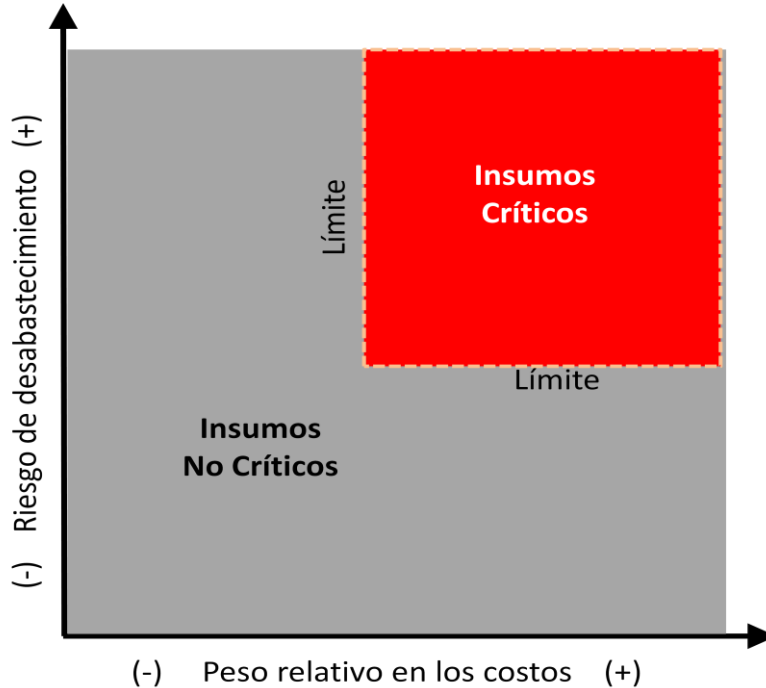 (-) Riesgo de desabastecimiento (+)
Límite
Insumos
Críticos
Límite
Insumos
No Críticos
(-) Peso relativo en los costos (+)